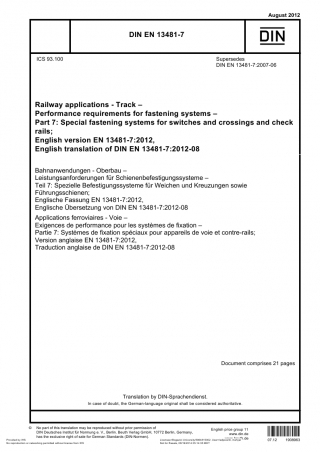 August 2012
DIN EN 13481-7
DIN
ICS 93.100
Supersedes
DIN EN 13481-7:2007-06
Railway applications - Track –
Performance requirements for fastening systems –
Part 7: Special fastening systems for switches and crossings and check
rails;
English version EN 13481-7:2012,
English translation of DIN EN 13481-7:2012-08
Bahnanwendungen - Oberbau –
Leistungsanforderungen für Schienenbefestigungssysteme –
Teil 7: Spezielle Befestigungssysteme für Weichen und Kreuzungen sowie
Führungsschienen;
Englische Fassung EN 13481-7:2012,
Englische Übersetzung von DIN EN 13481-7:2012-08
Applications ferroviaires - Voie –
Exigences de performance pour les systèmes de fixation –
Partie 7: Systèmes de fixation spéciaux pour appareils de voie et contre-rails;
Version anglaise EN 13481-7:2012,
Traduction anglaise de DIN EN 13481-7:2012-08
Document comprises 21 pages
Translation by DIN-Sprachendienst.
In case of doubt, the German-language original shall be considered authoritative.
© No part of this translation may be reproduced without prior permission of
DIN Deutsches Institut für Normung e. V., Berlin. Beuth Verlag GmbH, 10772 Berlin, Germany,
has the exclusive right of sale for German Standards (DIN-Normen).
English price group 11
www.din.de
07.12 1909963